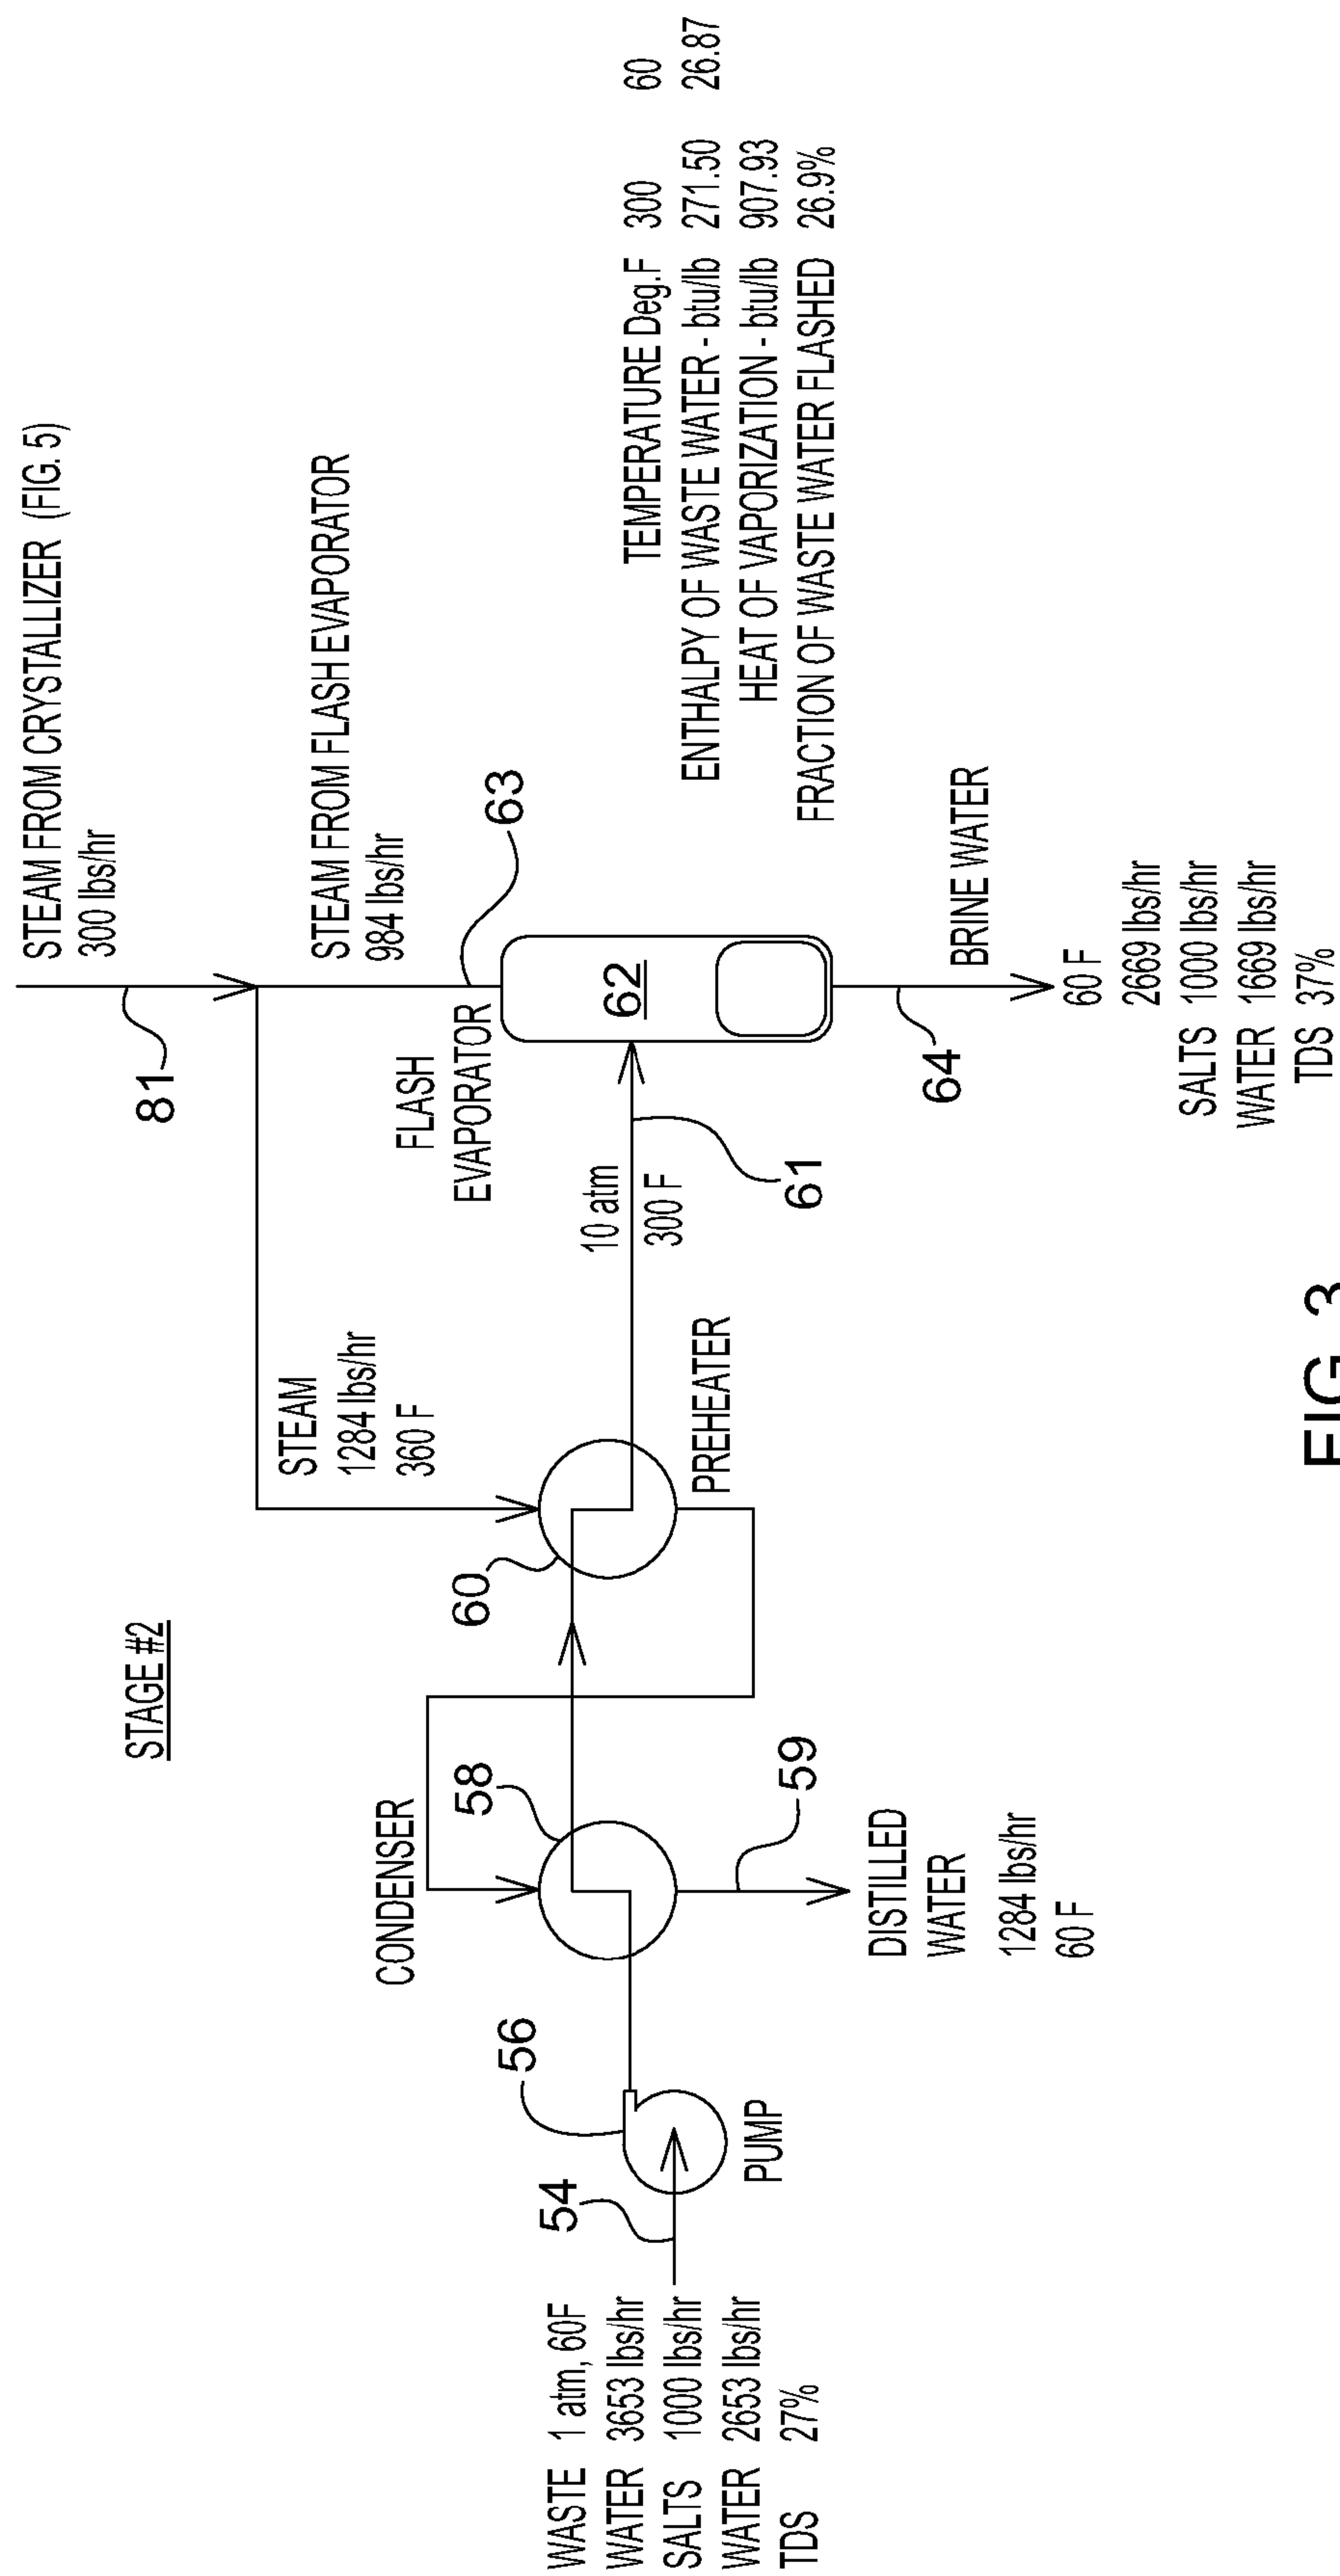 STAGE #2
STEAM FROM CRYSTALLIZER (FIG. 5)
300 lbs/hr
81
STEAM FROM FLASH EVAPORATOR
984 lbs/hr
STEAM
1284 lbs/hr
360 F
63
FLASH
EVAPORATOR
62
CONDENSER
58
60
56
54
10 atm
300 F
61
PREHEATER
PUMP
59
64
WASTE 1 atm, 60F
WATER 3653 lbs/hr
SALTS 1000 lbs/hr
WATER 2653 lbs/hr
TDS 27%
DISTILLED
WATER
1284 lbs/hr
60 F
BRINE WATER
60 F
2669 lbs/hr
SALTS 1000 lbs/hr
WATER 1669 lbs/hr
TDS 37%
TEMPERATURE Deg.F 300 60
ENTHALPY OF WASTE WATER - btu/lb 271.50 26.87
HEAT OF VAPORIZATION - btu/lb 907.93
FRACTION OF WASTE WATER FLASHED 26.9%
FIG. 3